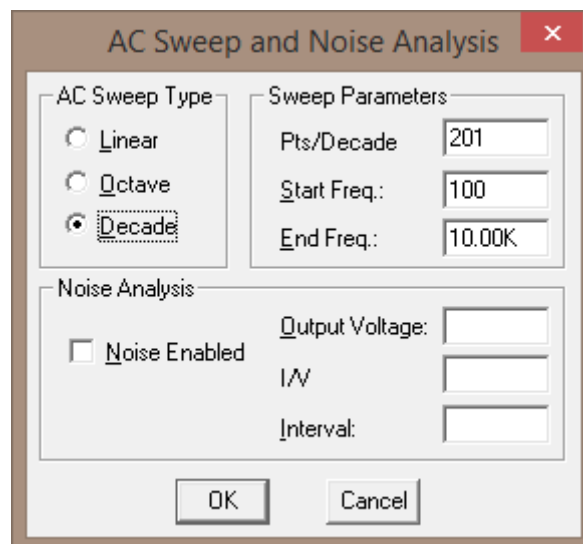 AC Sweep and Noise Analysis
AC Sweep Type
Linear
Octave
Decade
Sweep Parameters
Pts/Decade 201
Start Freq.: 100
End Freq.: 10.00K
Noise Analysis
Noise Enabled
Output Voltage:
I/V
Interval:
OK Cancel